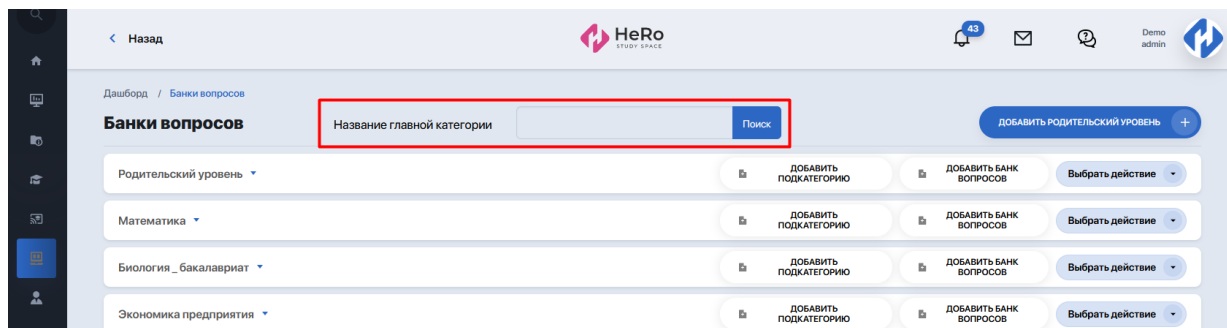 Назад
HeRo
STUDY SPACE
43
Demo
admin
Дашборд / Банки вопросов
Банки вопросов
Название главной категории
Поиск
ДОБАВИТЬ РОДИТЕЛЬСКИЙ УРОВЕНЬ
Родительский уровень
ДОБАВИТЬ
ПОДКАТЕГОРИЮ
ДОБАВИТЬ БАНК
ВОПРОСОВ
Выбрать действие
Математика
ДОБАВИТЬ
ПОДКАТЕГОРИЮ
ДОБАВИТЬ БАНК
ВОПРОСОВ
Выбрать действие
Биология _ бакалавриат
ДОБАВИТЬ
ПОДКАТЕГОРИЮ
ДОБАВИТЬ БАНК
ВОПРОСОВ
Выбрать действие
Экономика предприятия
ДОБАВИТЬ
ПОДКАТЕГОРИЮ
ДОБАВИТЬ БАНК
ВОПРОСОВ
Выбрать действие